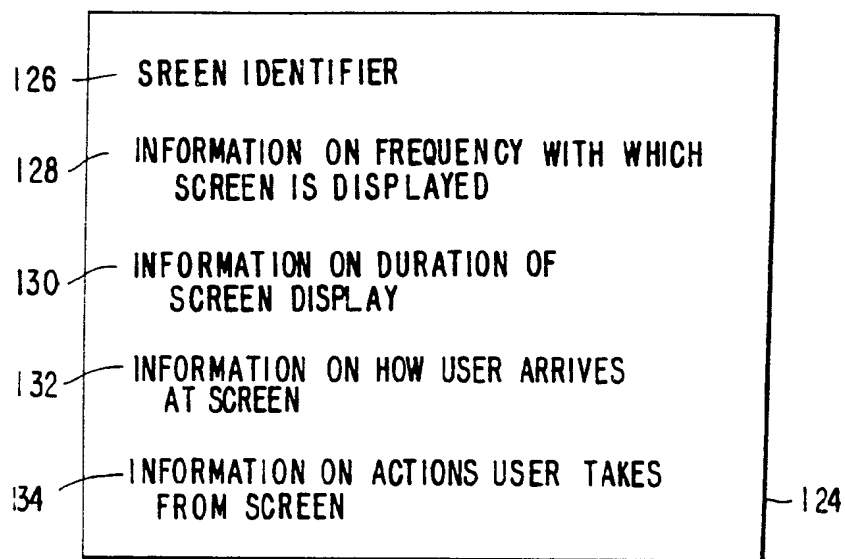 126 SREEN IDENTIFIER
128 INFORMATION ON FREQUENCY WITH WHICH
SCREEN IS DISPLAYED
130 INFORMATION ON DURATION OF
SCREEN DISPLAY
132 INFORMATION ON HOW USER ARRIVES
AT SCREEN
134 INFORMATION ON ACTIONS USER TAKES
FROM SCREEN
124